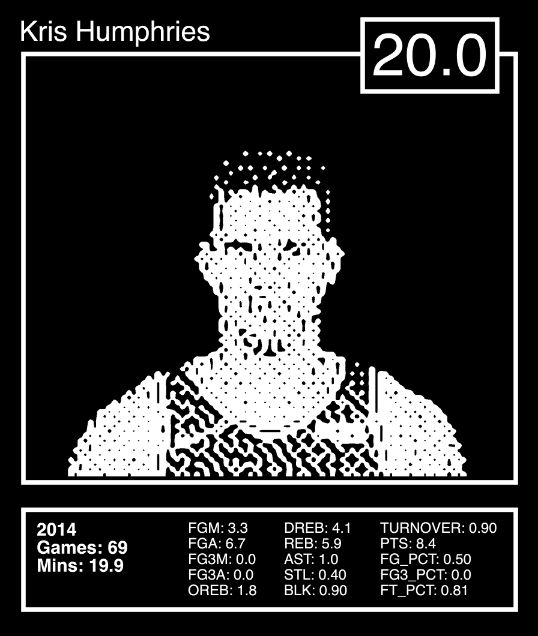 Kris Humphries
20.0
2014
Games: 69
Mins: 19.9
FGM: 3.3
FGA: 6.7
FG3M: 0.0
FG3A: 0.0
OREB: 1.8
DREB: 4.1
REB: 5.9
AST: 1.0
STL: 0.40
BLK: 0.90
TURNOVER: 0.90
PTS: 8.4
FG_PCT: 0.50
FG3_PCT: 0.0
FT_PCT: 0.81